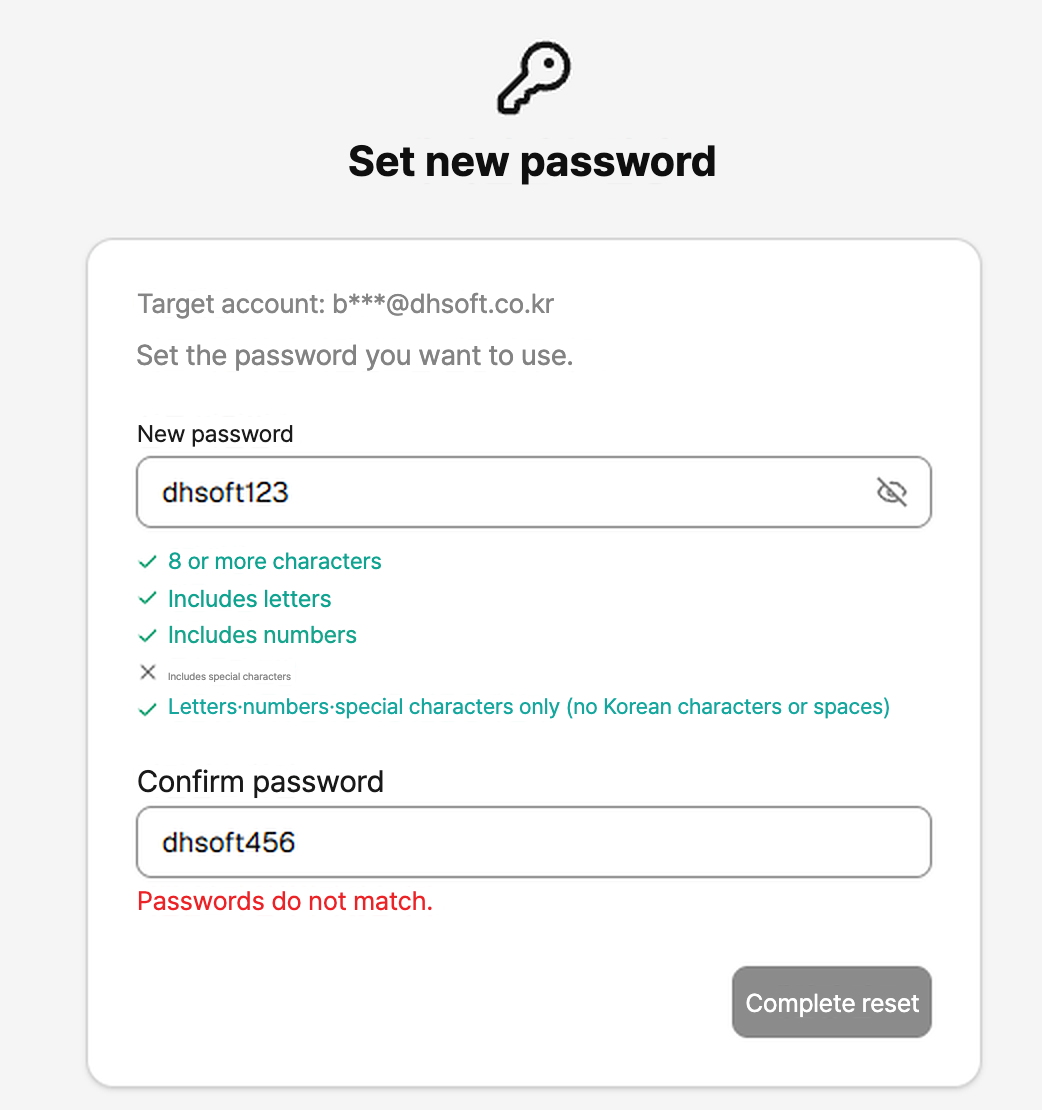 Set new password
Target account: b***@dhsoft.co.kr
Set the password you want to use.
New password
dhsoft123
8 or more characters
Includes letters
Includes numbers
Includes special characters
Letters·numbers·special characters only (no Korean characters or spaces)
Confirm password
dhsoft456
Passwords do not match.
Complete reset